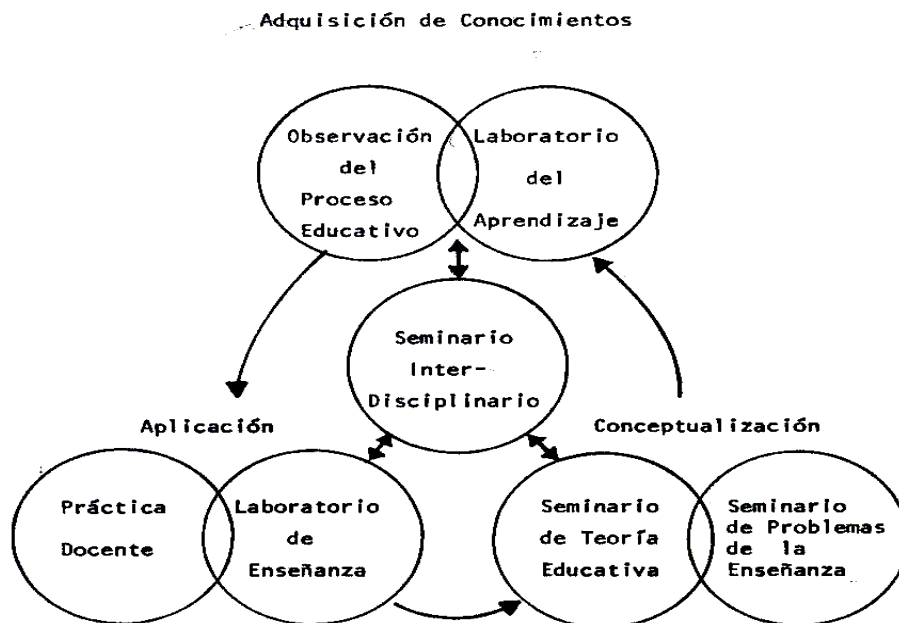 Adquisición de Conocimientos
Observación
del
Proceso
Educativo
Laboratorio
del
Aprendizaje
Seminario
Inter-
Disciplinario
Aplicación
Conceptualización
Práctica
Docente
Laboratorio
de
Enseñanza
Seminario
de Teoría
Educativa
Seminario
de Problemas
de la
Enseñanza